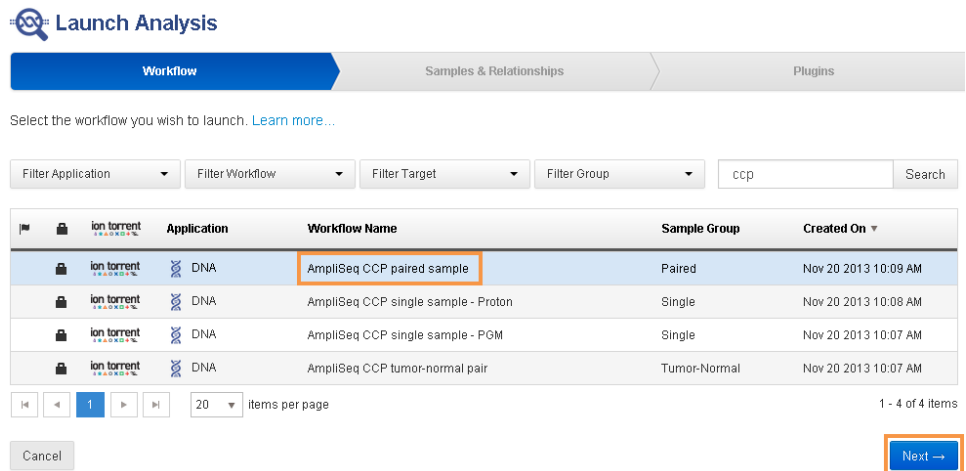 Launch Analysis
Workflow Samples & Relationships Plugins
Select the workflow you wish to launch. Learn more...
Filter Application Filter Workflow Filter Target Filter Group ccp Search
ion torrent Application Workflow Name Sample Group Created On
ion torrent DNA AmpliSeq CCP paired sample Paired Nov 20 2013 10:09 AM
ion torrent DNA AmpliSeq CCP single sample - Proton Single Nov 20 2013 10:08 AM
ion torrent DNA AmpliSeq CCP single sample - PGM Single Nov 20 2013 10:07 AM
ion torrent DNA AmpliSeq CCP tumor-normal pair Tumor-Normal Nov 20 2013 10:07 AM
1 20 items per page 1 - 4 of 4 items
Cancel Next →